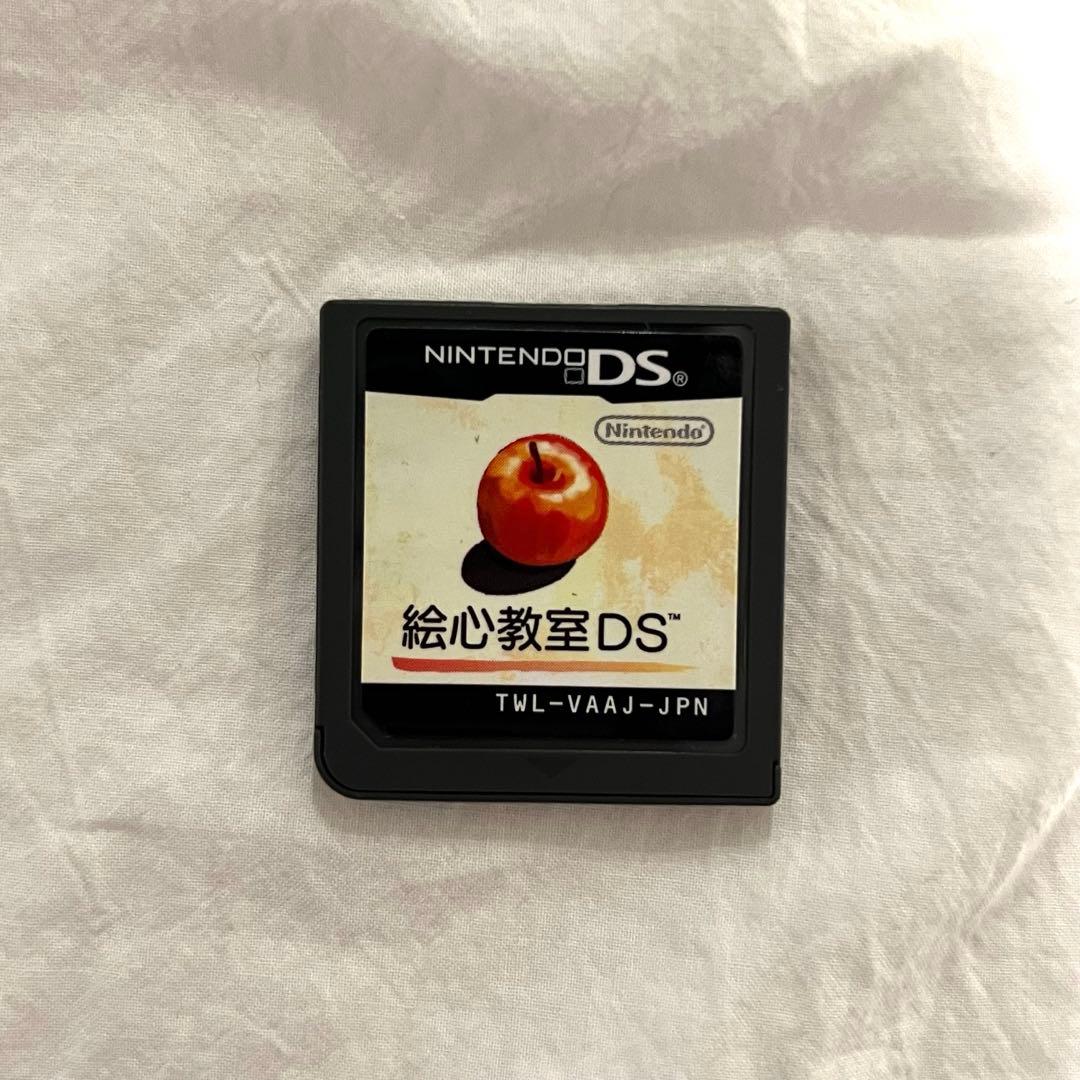 NINTENDO DS®
Nintendo®
絵心教室DS™
TWL-VAAJ-JPN